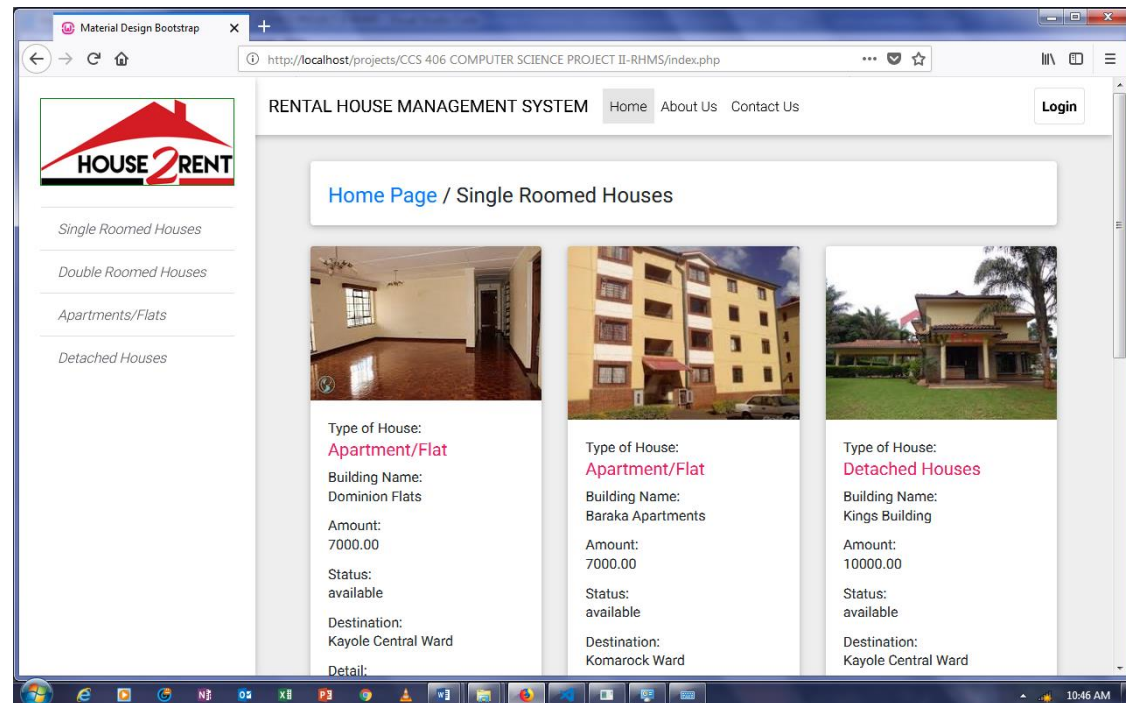 Material Design Bootstrap
http://localhost/projects/CCS 406 COMPUTER SCIENCE PROJECT II-RHMS/index.php
HOUSE 2 RENT
RENTAL HOUSE MANAGEMENT SYSTEM Home About Us Contact Us Login
Single Roomed Houses
Double Roomed Houses
Apartments/Flats
Detached Houses
Home Page / Single Roomed Houses
Type of House:
Apartment/Flat
Building Name:
Dominion Flats
Amount:
7000.00
Status:
available
Destination:
Kayole Central Ward
Detail:
Type of House:
Apartment/Flat
Building Name:
Baraka Apartments
Amount:
7000.00
Status:
available
Destination:
Komarock Ward
Type of House:
Detached Houses
Building Name:
Kings Building
Amount:
10000.00
Status:
available
Destination:
Kayole Central Ward
10:46 AM